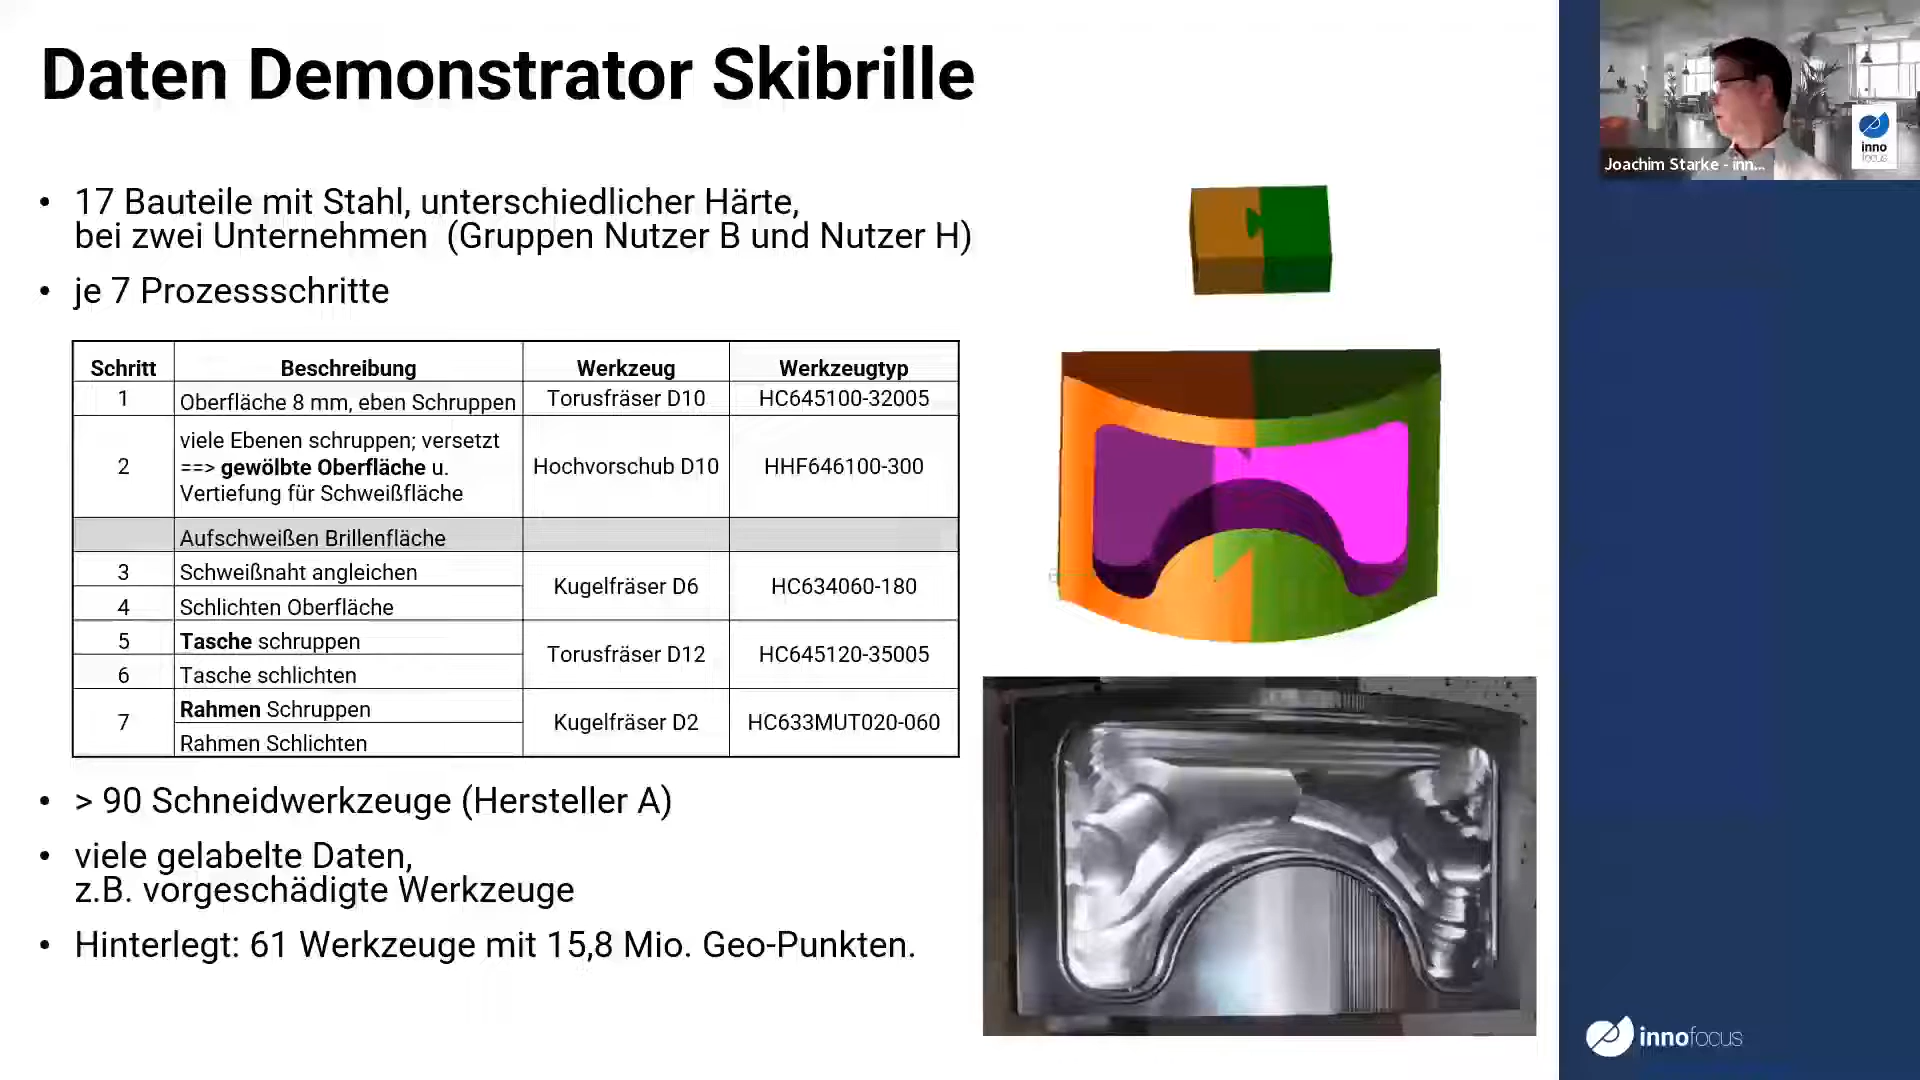 Daten Demonstrator Skibrille
Joachim Starke - inn...
inno
focus
• 17 Bauteile mit Stahl, unterschiedlicher Härte,
bei zwei Unternehmen (Gruppen Nutzer B und Nutzer H)
• je 7 Prozessschritte
Schritt Beschreibung Werkzeug Werkzeugtyp
1 Oberfläche 8 mm, eben Schruppen Torusfräser D10 HC645100-32005
viele Ebenen schruppen; versetzt
2 ==> gewölbte Oberfläche u. Hochvorschub D10 HHF646100-300
Vertiefung für Schweißfläche
Aufschweißen Brillenfläche
3 Schweißnaht angleichen
Kugelfräser D6 HC634060-180
4 Schlichten Oberfläche
5 Tasche schruppen
Torusfräser D12 HC645120-35005
6 Tasche schlichten
Rahmen Schruppen
7 Kugelfräser D2 HC633MUT020-060
Rahmen Schlichten
• > 90 Schneidwerkzeuge (Hersteller A)
• viele gelabelte Daten,
z.B. vorgeschädigte Werkzeuge
• Hinterlegt: 61 Werkzeuge mit 15,8 Mio. Geo-Punkten.
innofocus